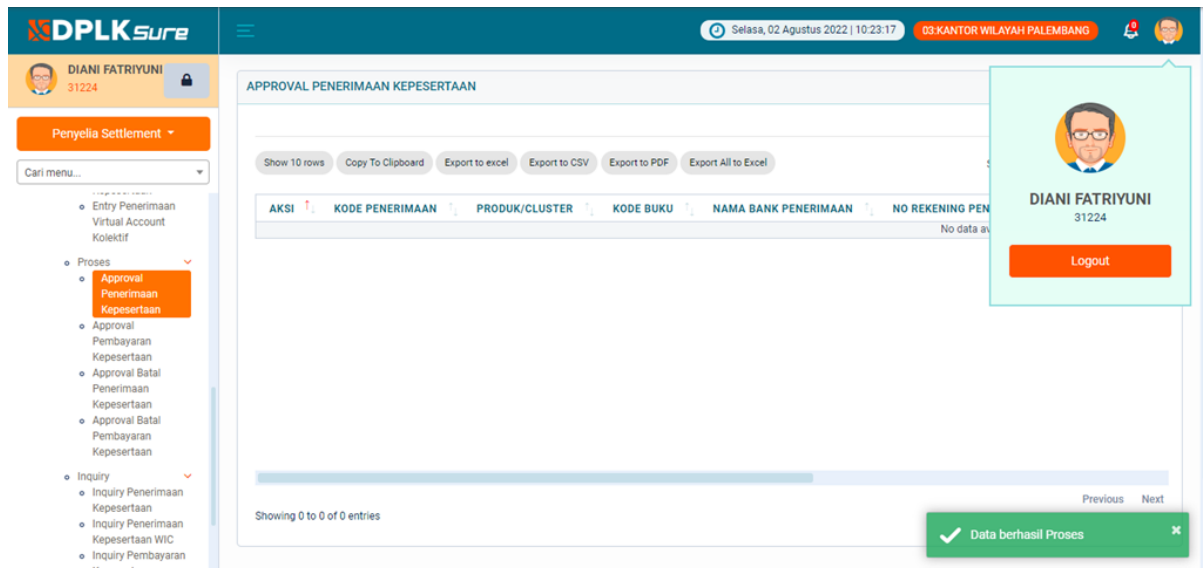 DPLK Sure
Selasa, 02 Agustus 2022 | 10:23:17
03:KANTOR WILAYAH PALEMBANG
0
DIANI FATRIYUNI
31224
Penyelia Settlement
Cari menu...
Entry Penerimaan
Virtual Account
Kolektif
Proses
Approval
Penerimaan
Kepesertaan
Approval
Pembayaran
Kepesertaan
Approval Batal
Penerimaan
Kepesertaan
Approval Batal
Pembayaran
Kepesertaan
Inquiry
Inquiry Penerimaan
Kepesertaan
Inquiry Penerimaan
Kepesertaan WIC
Inquiry Pembayaran
APPROVAL PENERIMAAN KEPESERTAAN
Show 10 rows Copy To Clipboard Export to excel Export to CSV Export to PDF Export All to Excel
AKSI KODE PENERIMAAN PRODUK/CLUSTER KODE BUKU NAMA BANK PENERIMAAN NO REKENING PEN
No data av
Previous Next
Showing 0 to 0 of 0 entries
DIANI FATRIYUNI
31224
Logout
Data berhasil Proses